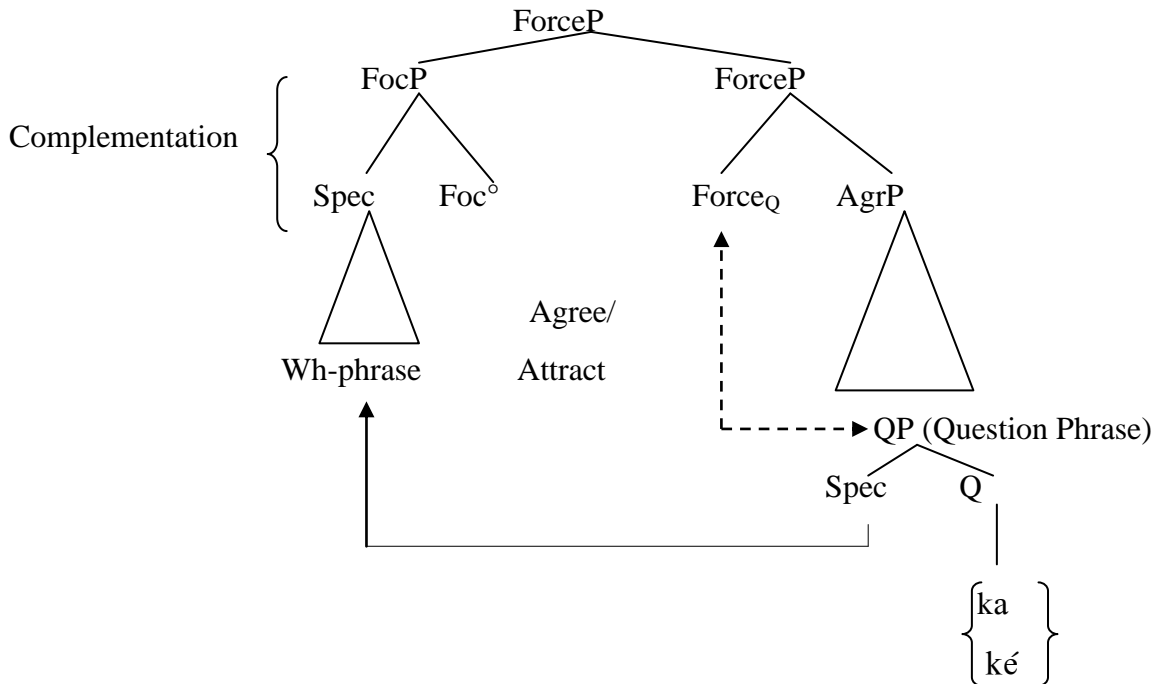 ForceP
FocP ForceP
Complementation
Spec Foc° ForceQ AgrP
Agree/
Wh-phrase Attract
QP (Question Phrase)
Spec Q
ka
ké